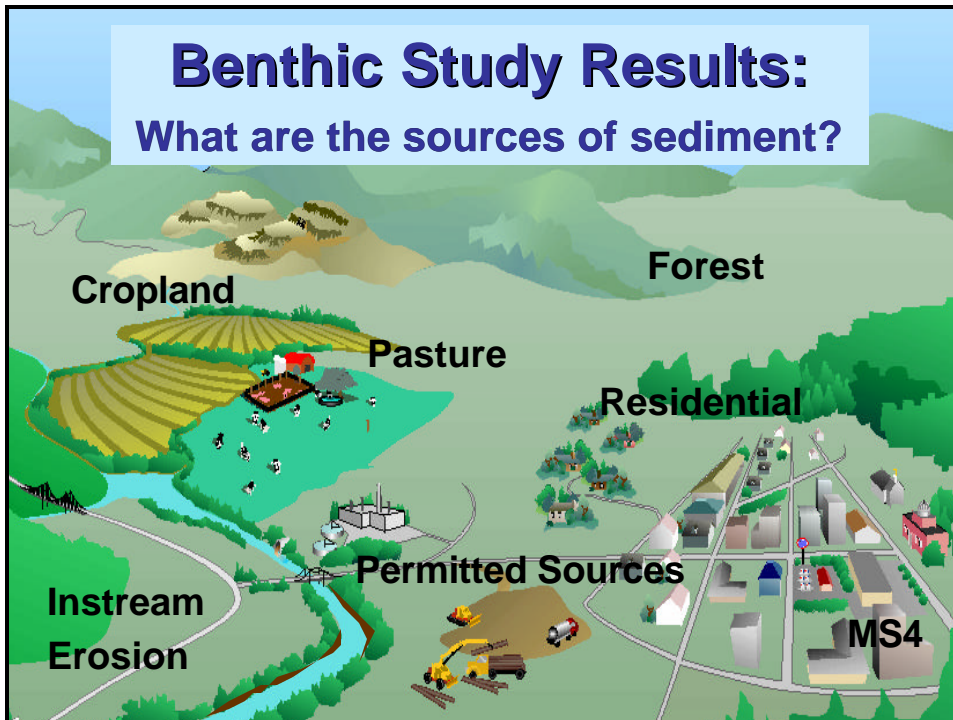 Benthic Study Results:
What are the sources of sediment?
Forest
Cropland
Pasture
Residential
Permitted Sources
Instream
Erosion
MS4